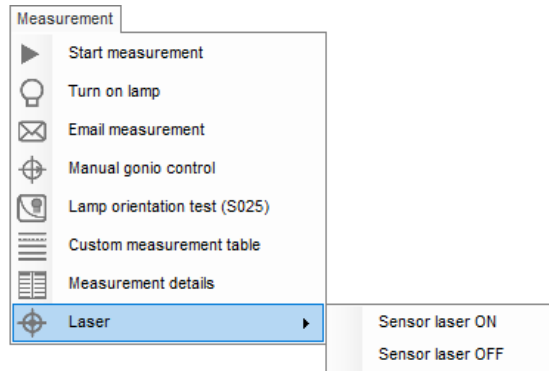 Measurement
Start measurement
Turn on lamp
Email measurement
Manual gonio control
Lamp orientation test (S025)
Custom measurement table
Measurement details
Laser
Sensor laser ON
Sensor laser OFF